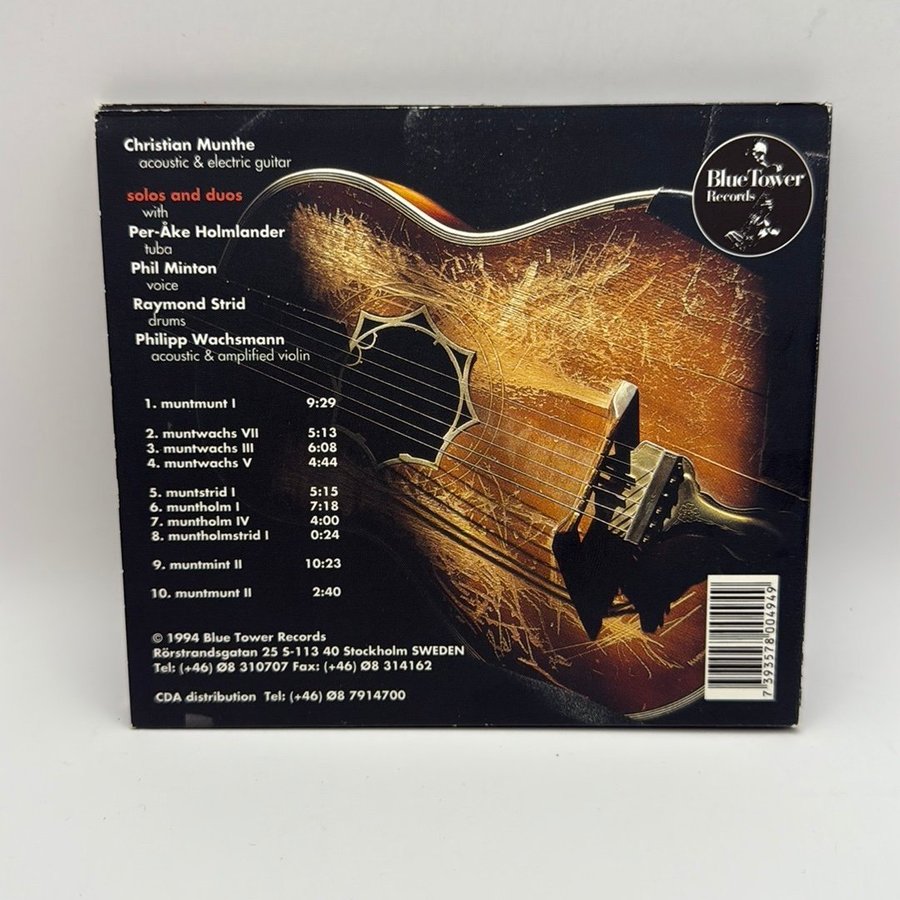 Christian Munthe
acoustic & electric guitar
solos and duos
with
Per-Åke Holmlander
tuba
Phil Minton
voice
Raymond Strid
drums
Philipp Wachsmann
acoustic & amplified violin
1. muntmunt I 9:29
2. muntwachs VII 5:13
3. muntwachs III 6:08
4. muntwachs V 4:44
5. muntstrid I 5:15
6. muntholm I 7:18
7. muntholm IV 4:00
8. muntholmstrid I 0:24
9. muntmint II 10:23
10. muntmunt II 2:40
© 1994 Blue Tower Records
Rörstrandsgatan 25 S-113 40 Stockholm SWEDEN
Tel: (+46) Ø8 310707 Fax: (+46) Ø8 314162
CDA distribution Tel: (+46) Ø8 7914700
Blue Tower
Records
7 393578 004949